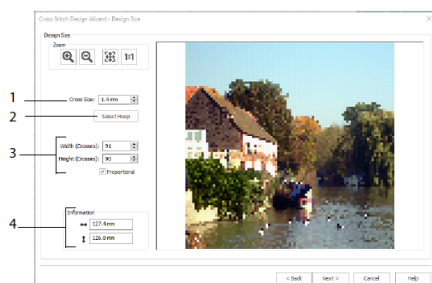 Cross Stitch Design Wizard - Design Size
Design Size
Zoom
1:1
1
Cross Size: 1.4 mm
2
Select Hoop
3
Width (Crosses): 91
Height (Crosses): 90
Proportional
4
Information
127.4 mm
126.0 mm
< Back
Next >
Cancel
Help